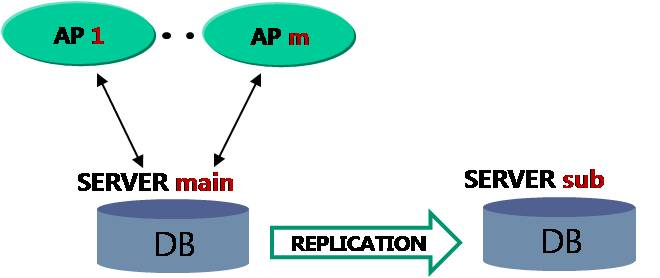 AP 1 · · AP m
SERVER main
SERVER sub
DB
REPLICATION
DB